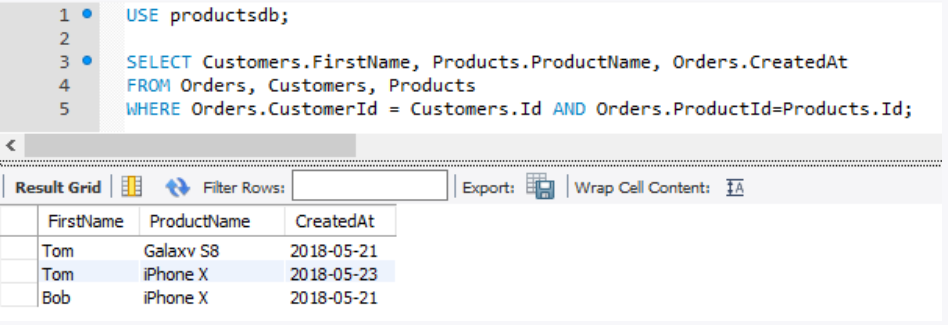 1 USE productsdb;
2
3 SELECT Customers.FirstName, Products.ProductName, Orders.CreatedAt
4 FROM Orders, Customers, Products
5 WHERE Orders.CustomerId = Customers.Id AND Orders.ProductId=Products.Id;
Result Grid Filter Rows: Export: Wrap Cell Content: IA
FirstName ProductName CreatedAt
Tom Galaxy S8 2018-05-21
Tom iPhone X 2018-05-23
Bob iPhone X 2018-05-21